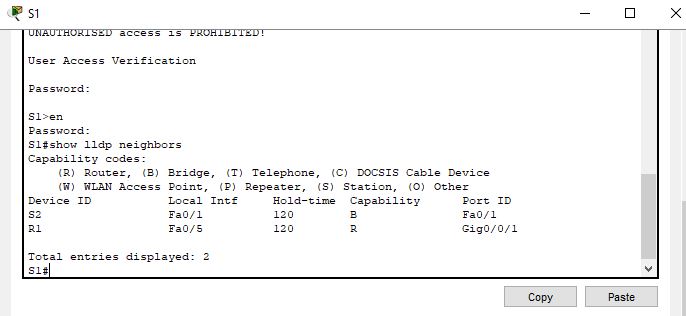 S1
UNAUTHORISED access is PROHIBITED!
User Access Verification
Password:
S1>en
Password:
S1#show lldp neighbors
Capability codes:
(R) Router, (B) Bridge, (T) Telephone, (C) DOCSIS Cable Device
(W) WLAN Access Point, (P) Repeater, (S) Station, (O) Other
Device ID Local Intf Hold-time Capability Port ID
S2 Fa0/1 120 B Fa0/1
R1 Fa0/5 120 R Gig0/0/1
Total entries displayed: 2
S1#
Copy Paste